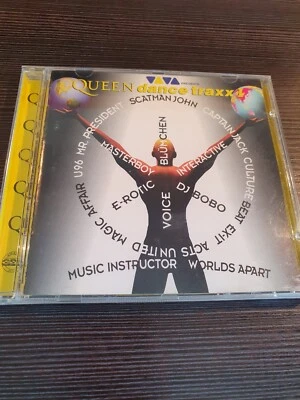 VIVA
QUEEN dance traxx I
SCATMAN JOHN
MR. PRESIDENT
CAPTAIN JACK
BLÜMCHEN
MASTERBOY
INTERACTIVE
U96
CULTURE BEAT
E-ROTIC
DJ BOBO
VOICE
MAGIC AFFAIR
EXIT
ACTS UNITED
MUSIC INSTRUCTOR
WORLDS APART